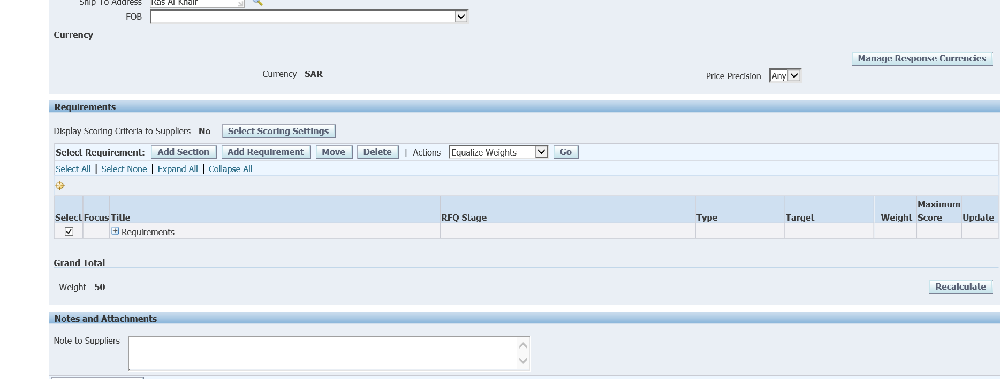 Ship-To Address Ras Al-Khair
FOB
Currency
Manage Response Currencies
Currency SAR Price Precision Any
Requirements
Display Scoring Criteria to Suppliers No Select Scoring Settings
Select Requirement: Add Section Add Requirement Move Delete | Actions Equalize Weights Go
Select All | Select None | Expand All | Collapse All
Select Focus Title RFQ Stage Type Target Weight Maximum Score Update
Requirements
Grand Total
Weight 50 Recalculate
Notes and Attachments
Note to Suppliers